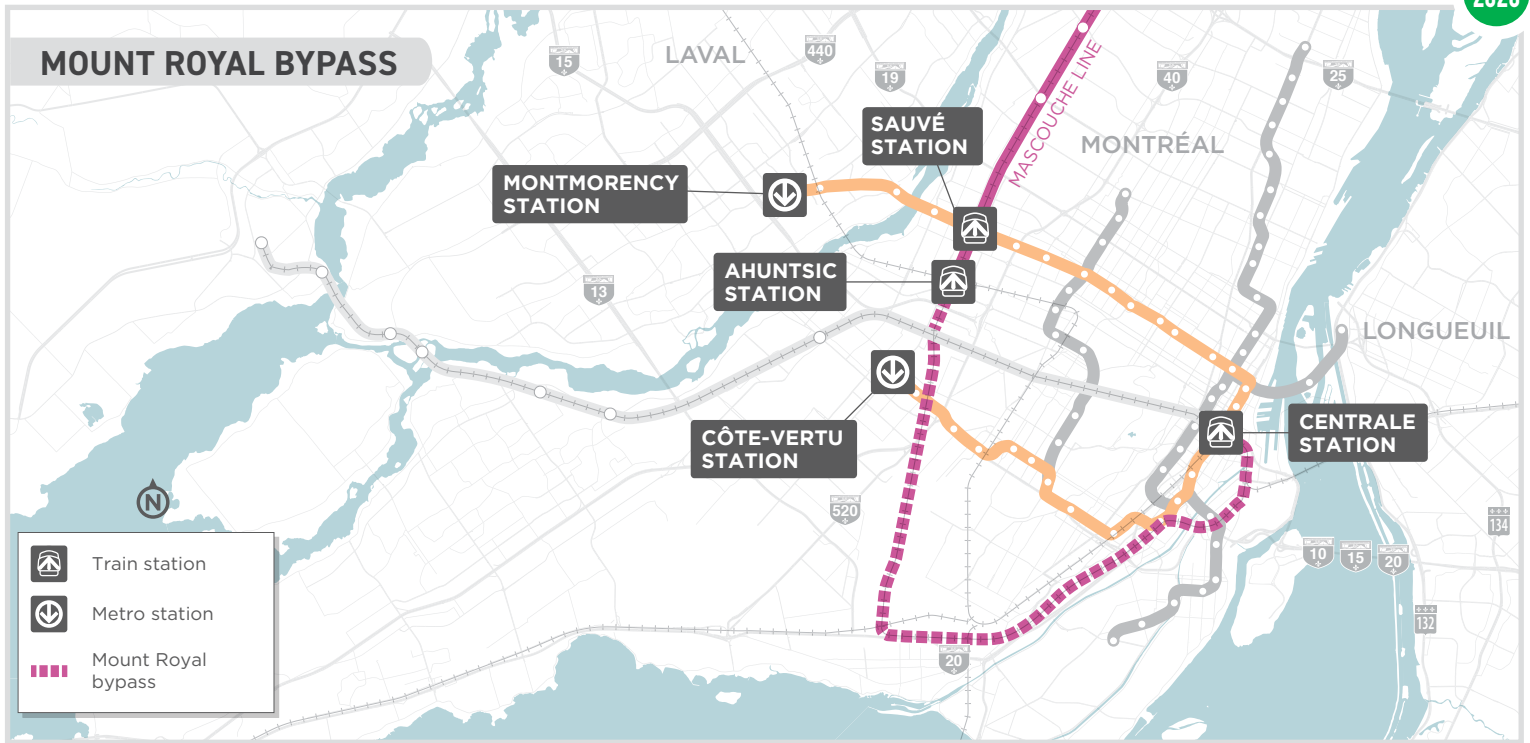 2020
MOUNT ROYAL BYPASS
15
LAVAL
440
19
40
25
MASCOUCHE LINE
SAUVÉ
STATION
MONTRÉAL
MONTMORENCY
STATION
AHUNTSIC
STATION
13
LONGUEUIL
CÔTE-VERTU
STATION
CENTRALE
STATION
N
520
134
10
15
20
132
20
Train station
Metro station
Mount Royal
bypass